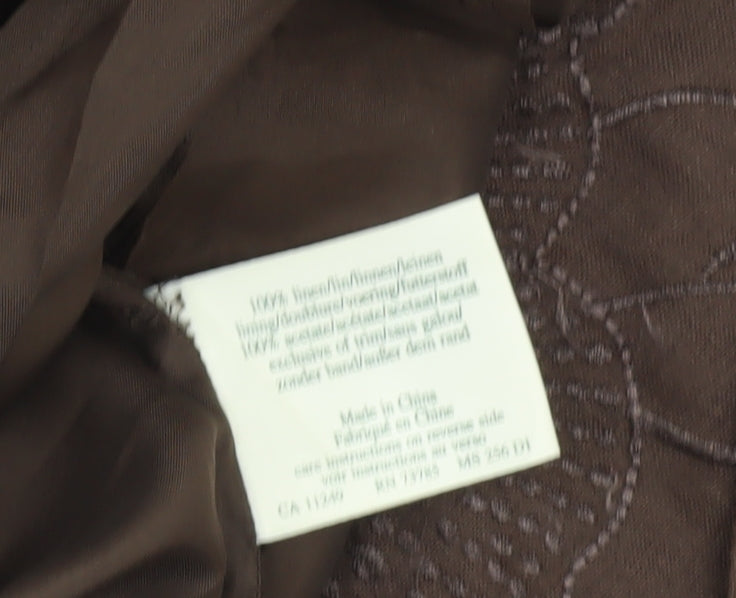 100% linen/lin/linnen/leinen
lining/doublure/voering/futterstoff
100% acetate/acétate/acetaat/acetat
exclusive of trim/sans galon/
zonder band/außer dem rand
Made in China
Fabriqué en Chine
care instructions on reverse side
voir instructions au verso
CA 11249 RN 73785 MS 256 DI